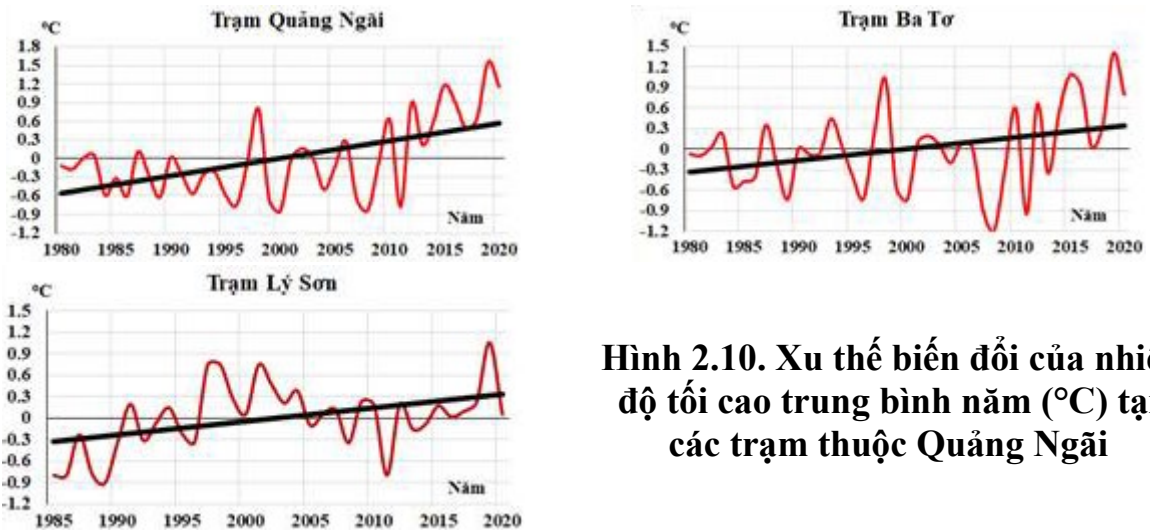 Trạm Quảng Ngãi
°C
1.8
1.5
1.2
0.9
0.6
0.3
0
-0.3
-0.6
-0.9
-1.2
Năm
1980 1985 1990 1995 2000 2005 2010 2015 2020
Trạm Ba Tơ
°C
1.5
1.2
0.9
0.6
0.3
0
-0.3
-0.6
-0.9
-1.2
Năm
1980 1985 1990 1995 2000 2005 2010 2015 2020
Trạm Lý Sơn
°C
1.5
1.2
0.9
0.6
0.3
0
-0.3
-0.6
-0.9
-1.2
Năm
1985 1990 1995 2000 2005 2010 2015 2020
Hình 2.10. Xu thế biến đổi của
độ tối cao trung bình năm (°C)
các trạm thuộc Quảng Ngãi